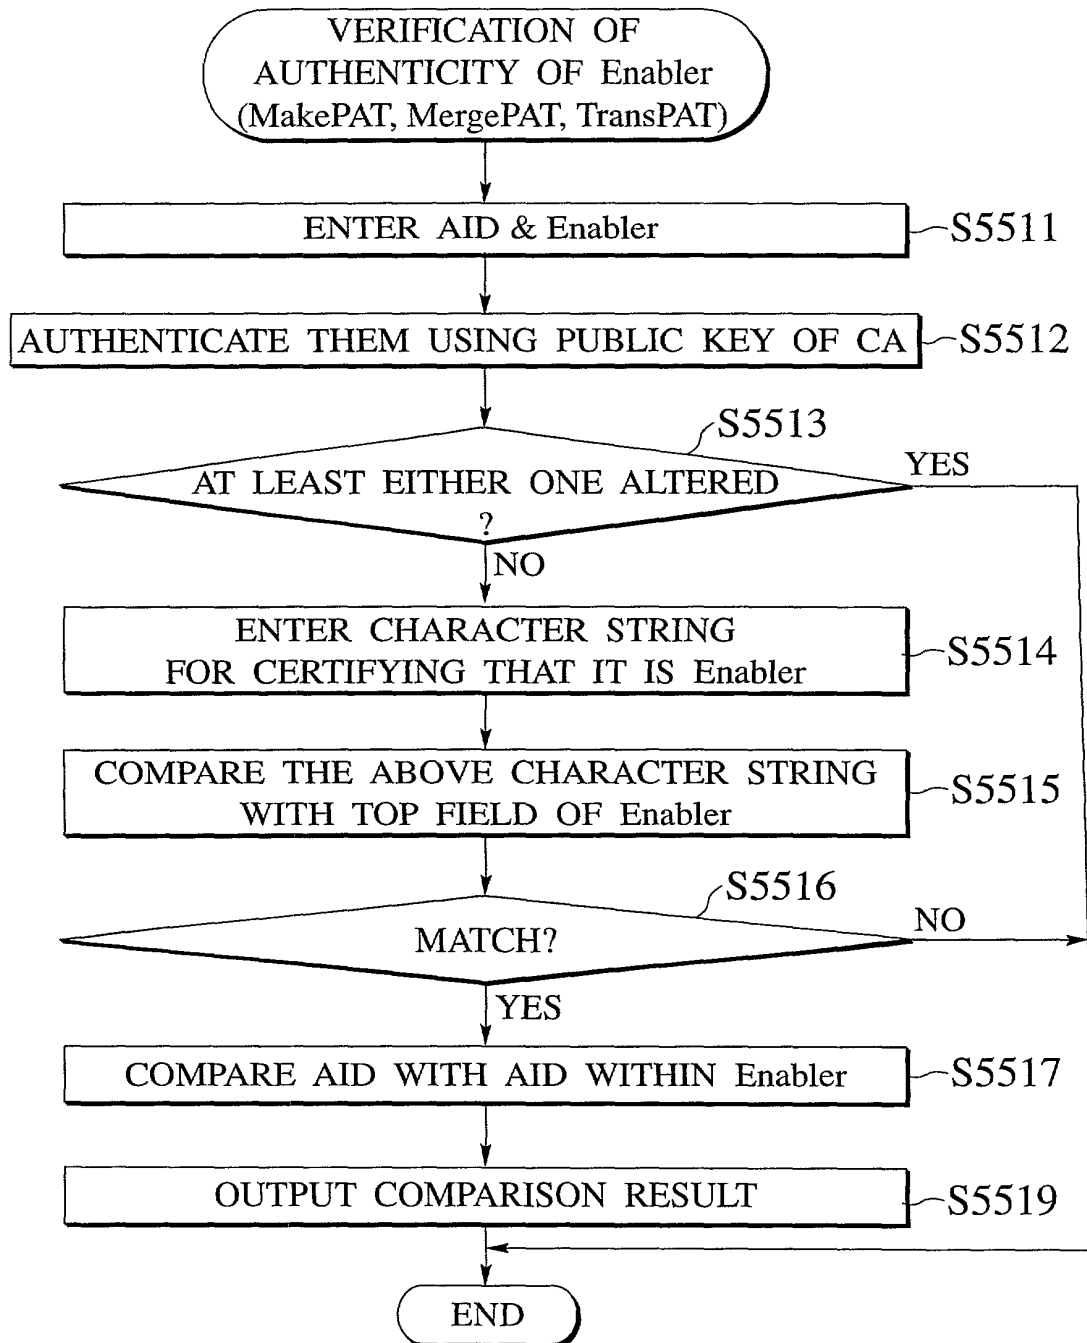 VERIFICATION OF
AUTHENTICITY OF Enabler
(MakePAT, MergePAT, TransPAT)
ENTER AID & Enabler
S5511
AUTHENTICATE THEM USING PUBLIC KEY OF CA
S5512
S5513
AT LEAST EITHER ONE ALTERED
?
YES
NO
ENTER CHARACTER STRING
FOR CERTIFYING THAT IT IS Enabler
S5514
COMPARE THE ABOVE CHARACTER STRING
WITH TOP FIELD OF Enabler
S5515
S5516
MATCH?
NO
YES
COMPARE AID WITH AID WITHIN Enabler
S5517
OUTPUT COMPARISON RESULT
S5519
END